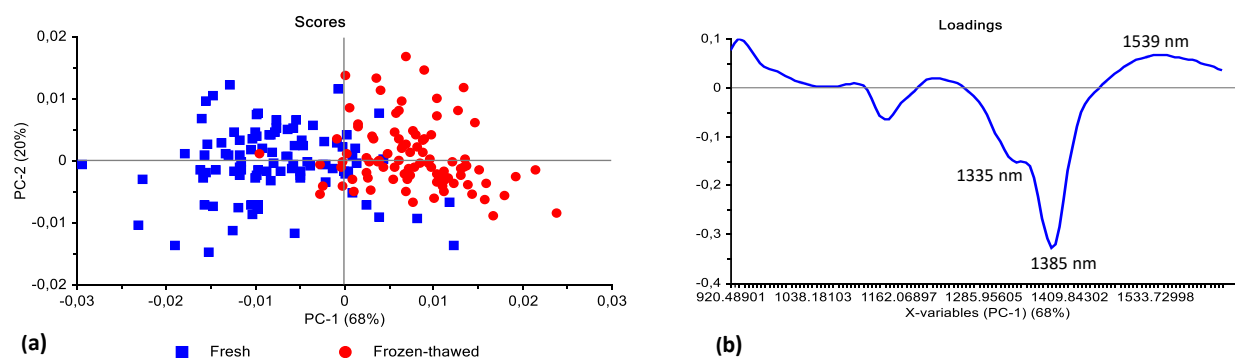 Scores
0,02
0,01
0
-0,01
-0,02
PC-2 (20%)
-0,03 -0,02 -0,01 0 0,01 0,02 0,03
PC-1 (68%)
(a)
Fresh Frozen-thawed
Loadings
0,1
0
-0,1
-0,2
-0,3
-0,4
1539 nm
1335 nm
1385 nm
920.48901 1038.18103 1162.06897 1285.95605 1409.84302 1533.72998
X-variables (PC-1) (68%)
(b)